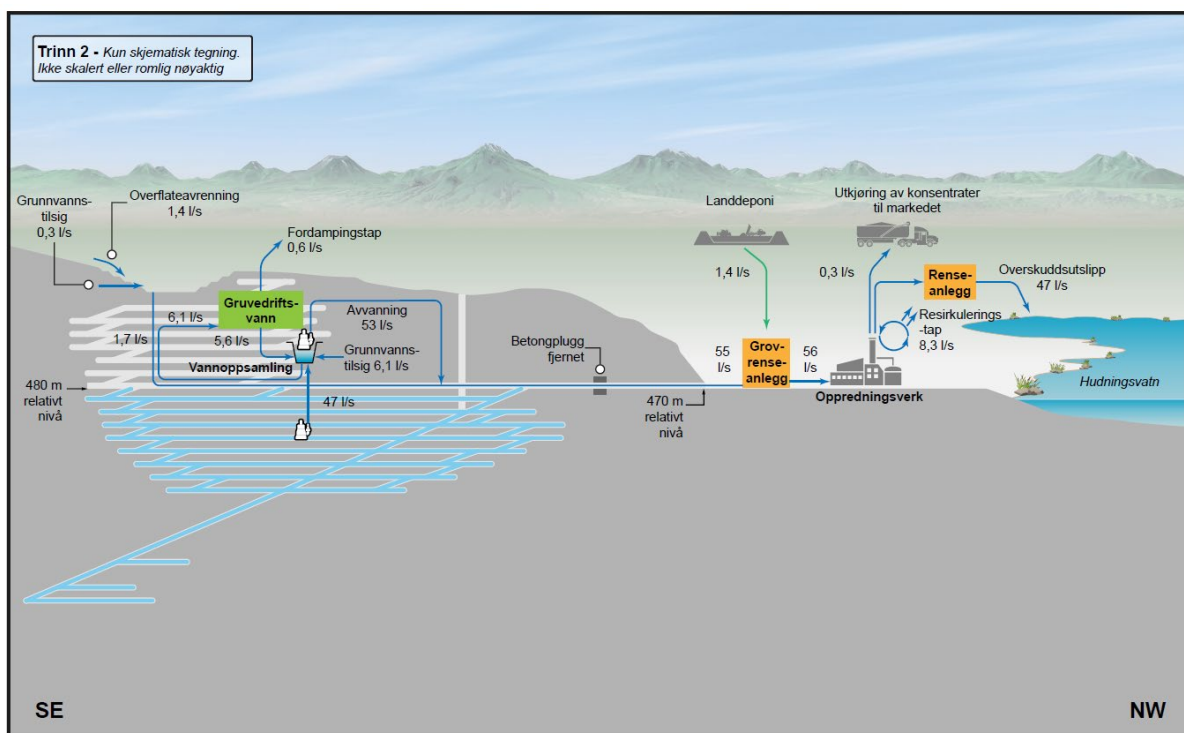 Trinn 2 - Kun skjematisk tegning.
Ikke skalert eller romlig nøyaktig
Grunnvanns-
tilsig
0,3 l/s
Overflateavrenning
1,4 l/s
Fordampingstap
0,6 l/s
Gruvedrifts-
vann
6,1 l/s
1,7 l/s
5,6 l/s
Vannoppsamling
Avvanning
53 l/s
Grunnvanns-
tilsig 6,1 l/s
47 l/s
480 m
relativt
nivå
Betongplugg
fjernet
470 m
relativt
nivå
Landdeponi
1,4 l/s
55
l/s
Grov-
rense-
anlegg
56
l/s
Utkjøring av konsentrater
til markedet
0,3 l/s
Oppredningsverk
Rense-
anlegg
Overskuddsutslipp
47 l/s
Resirkulerings
-tap
8,3 l/s
Hudningsvatn
SE
NW